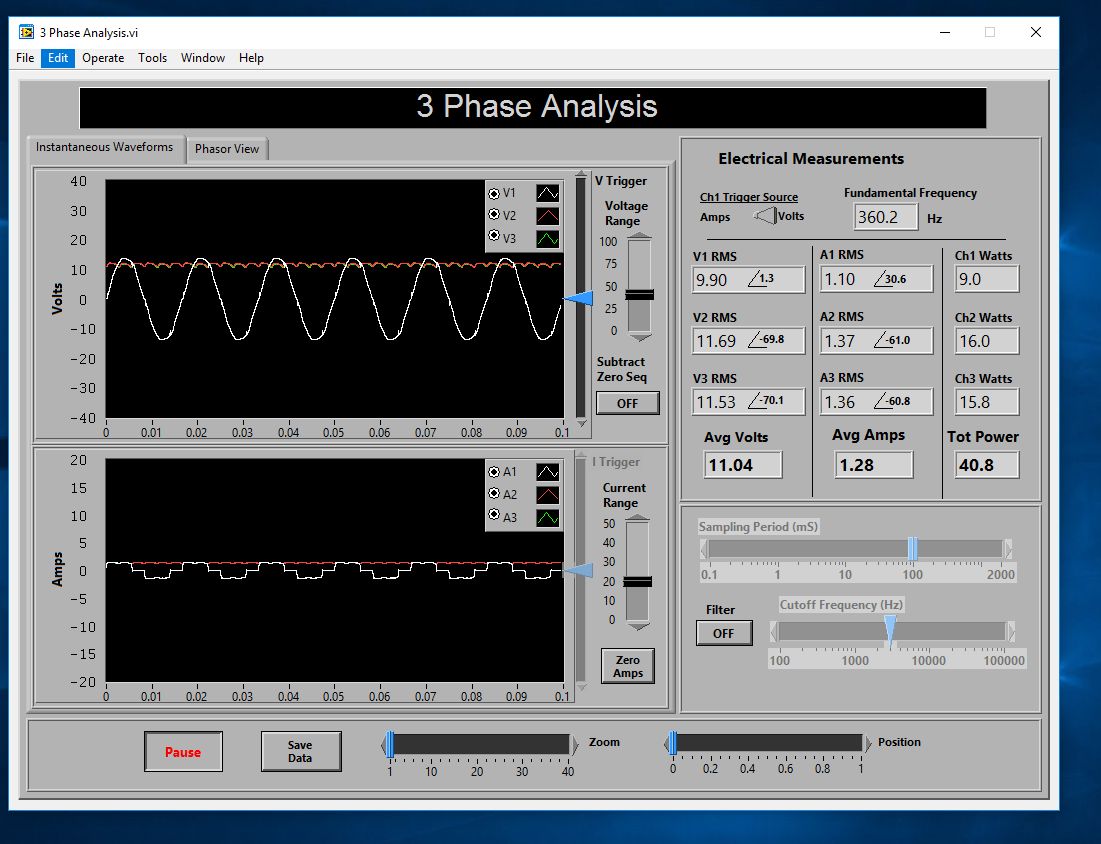 3 Phase Analysis.vi
File Edit Operate Tools Window Help
3 Phase Analysis
Instantaneous Waveforms
Phasor View
40
30
20
10
0
-10
-20
-30
-40
Volts
0 0.01 0.02 0.03 0.04 0.05 0.06 0.07 0.08 0.09 0.1
V1
V2
V3
V Trigger
Voltage
Range
100
75
50
25
0
Subtract
Zero Seq
OFF
20
15
10
5
0
-5
-10
-15
-20
Amps
0 0.01 0.02 0.03 0.04 0.05 0.06 0.07 0.08 0.09 0.1
A1
A2
A3
I Trigger
Current
Range
50
40
30
20
10
0
Zero
Amps
Electrical Measurements
Ch1 Trigger Source
Amps Volts
Fundamental Frequency
360.2 Hz
V1 RMS A1 RMS Ch1 Watts
9.90 1.3 1.10 30.6 9.0
V2 RMS A2 RMS Ch2 Watts
11.69 -69.8 1.37 -61.0 16.0
V3 RMS A3 RMS Ch3 Watts
11.53 -70.1 1.36 -60.8 15.8
Avg Volts Avg Amps Tot Power
11.04 1.28 40.8
Sampling Period (mS)
0.1 1 10 100 2000
Filter
OFF
Cutoff Frequency (Hz)
100 1000 10000 100000
Pause
Save
Data
Zoom
1 10 20 30 40
Position
0 0.2 0.4 0.6 0.8 1